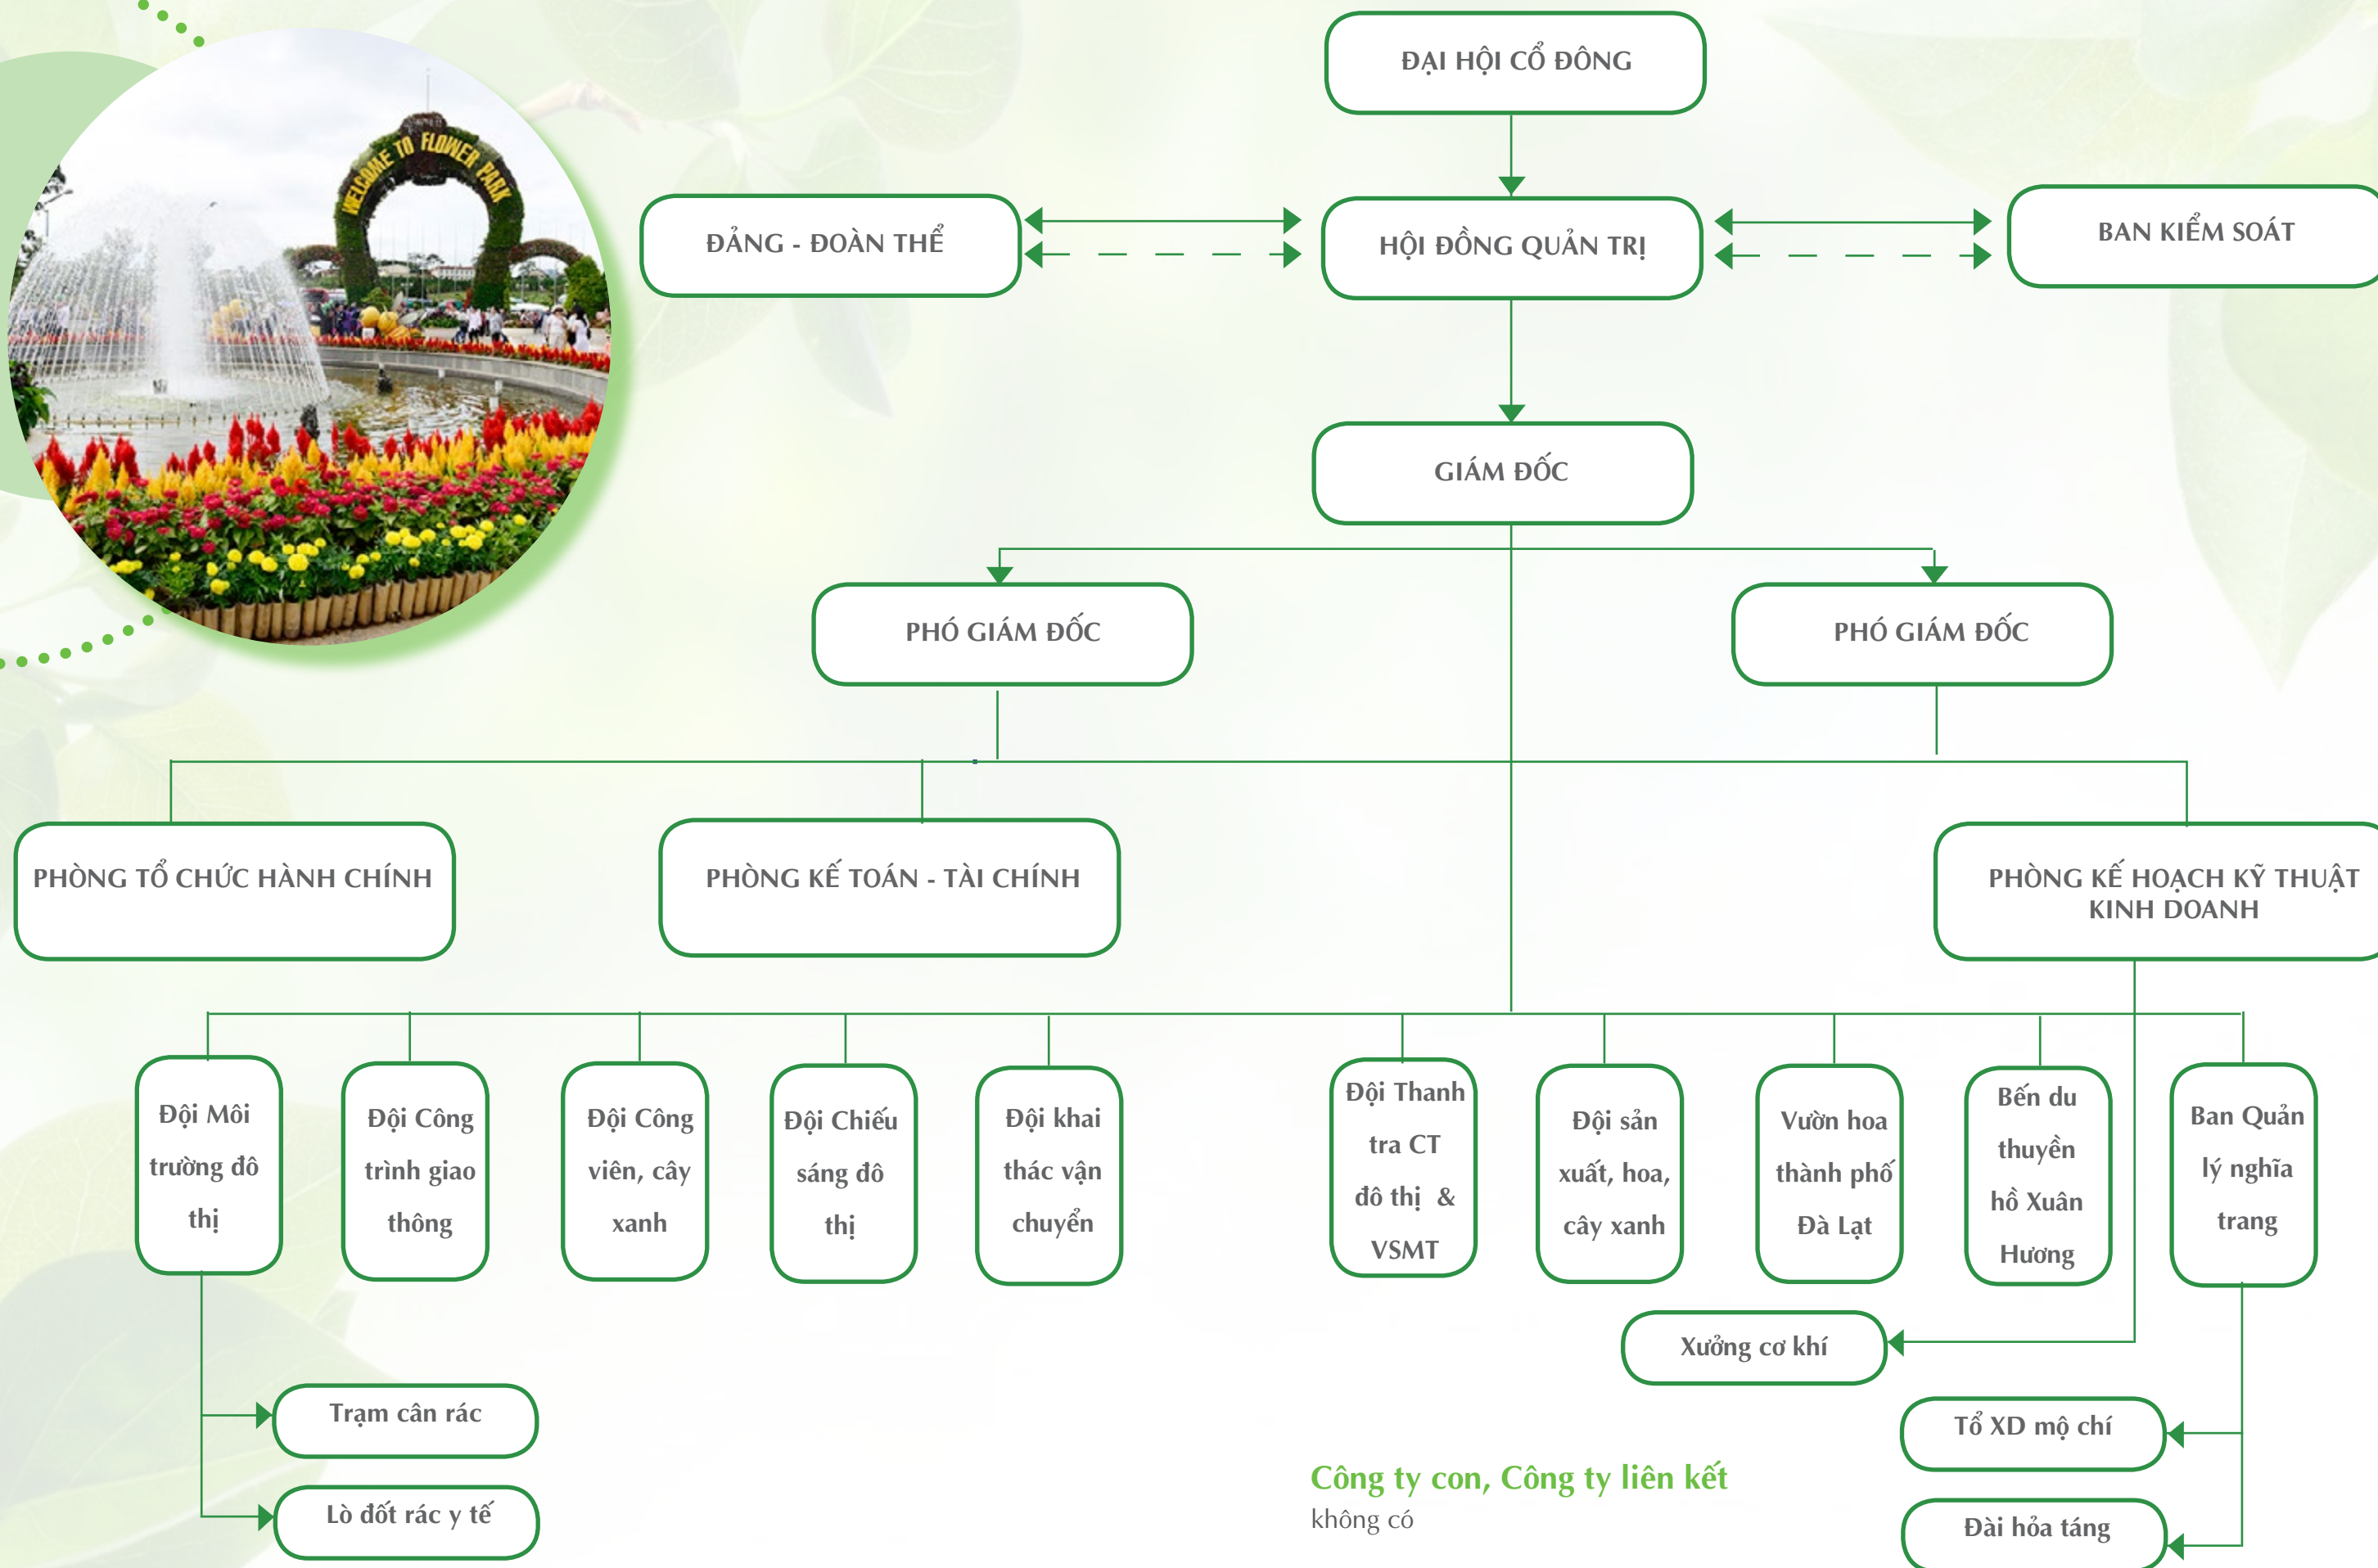 WELCOME TO FLOWER PARK
ĐẠI HỘI CỔ ĐÔNG
ĐẢNG - ĐOÀN THỂ
HỘI ĐỒNG QUẢN TRỊ
BAN KIỂM SOÁT
GIÁM ĐỐC
PHÓ GIÁM ĐỐC
PHÓ GIÁM ĐỐC
PHÒNG TỔ CHỨC HÀNH CHÍNH
PHÒNG KẾ TOÁN - TÀI CHÍNH
PHÒNG KẾ HOẠCH KỸ THUẬT
KINH DOANH
Đội Môi
trường đô
thị
Đội Công
trình giao
thông
Đội Công
viên, cây
xanh
Đội Chiếu
sáng đô
thị
Đội khai
thác vận
chuyển
Đội Thanh
tra CT
đô thị &
VSMT
Đội sản
xuất, hoa,
cây xanh
Vườn hoa
thành phố
Đà Lạt
Bến du
thuyền
hồ Xuân
Hương
Ban Quản
lý nghĩa
trang
Xưởng cơ khí
Trạm cân rác
Tổ XD mộ chí
Lò đốt rác y tế
Đài hỏa táng
Công ty con, Công ty liên kết
không có